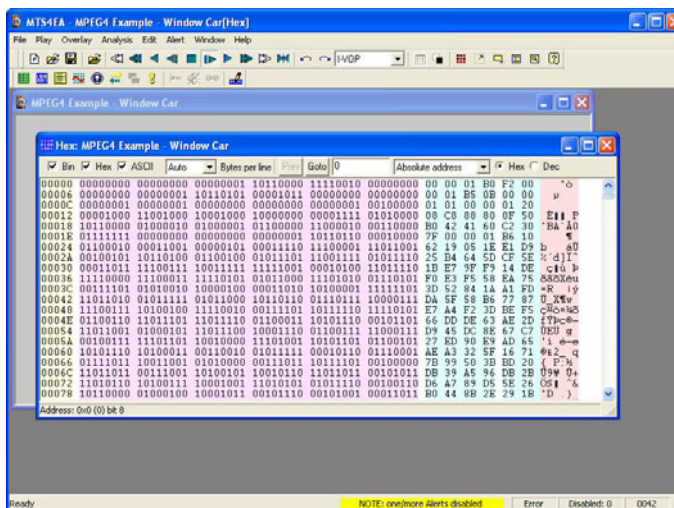 MTS4EA - MPEG4 Example - Window Car[Hex]
File Play Overlay Analysis Edit Alert Window Help
I-VOP
MPEG4 Example - Window Car
Hex: MPEG4 Example - Window Car
Bin Hex ASCII Auto Bytes per line Prev Goto 0 Absolute address Hex Dec
00000 00000000 00000000 00000001 10110000 11110010 00000000 00 00 01 B0 F2 00
00006 00000000 00000001 10110101 00001011 00000000 00000000 00 01 B5 0B 00 00
0000C 00000001 00000001 00000000 00000000 00000001 00100000 01 01 00 00 01 20
00012 00001000 11001000 10001000 10000000 00001111 01010000 08 C8 88 80 0F 50
00018 10110000 01000010 01000001 01100000 11000010 00110000 B0 42 41 60 C2 30
0001E 01111111 00000000 00000000 00000001 10110110 00010000 7F 00 00 01 B6 10
00024 01100010 00011001 00000101 00011110 11100001 11011001 62 19 05 1E E1 D9
0002A 00100101 10110100 01100100 01011101 11001111 01011110 25 B4 64 5D CF 5E
00030 00011011 11100111 10011111 11111001 00010100 11011110 1B E7 9F F9 14 DE
00036 11110000 11100011 11110101 01011000 11101010 01110101 F0 E3 F5 58 EA 75
0003C 00111101 01010010 10000100 00011010 10100001 11111101 3D 52 84 1A A1 FD
00042 11011010 01011111 01011000 10110110 01110111 10000111 DA 5F 58 B6 77 87
00048 11100111 10100100 11110010 00111101 10111110 11110101 E7 A4 F2 3D BE F5
0004E 01100110 11011101 11011110 01100011 10101110 00101101 66 DD DE 63 AE 2D
00054 11011001 01000101 11011100 10001110 01100111 11000111 D9 45 DC 8E 67 C7
0005A 00100111 11101101 10010000 11101001 10101101 01100101 27 ED 90 E9 AD 65
00060 10101110 10100011 00110010 01011111 00010110 01110001 AE A3 32 5F 16 71
00066 01111011 10011001 01010000 00111011 10111101 00100000 7B 99 50 3B BD 20
0006C 11011011 00111001 10100101 10010110 11011011 00101011 DB 39 A5 96 DB 2B
00072 11010110 10100111 10001001 11010101 01011110 00100110 D6 A7 89 D5 5E 26
00078 10110000 01000100 10001011 00101110 00101001 00011011 B0 44 8B 2E 29 1B
Address: 0x0 (0) bit 8
Ready NOTE: one/more Alerts disabled Error Disabled: 0 0042